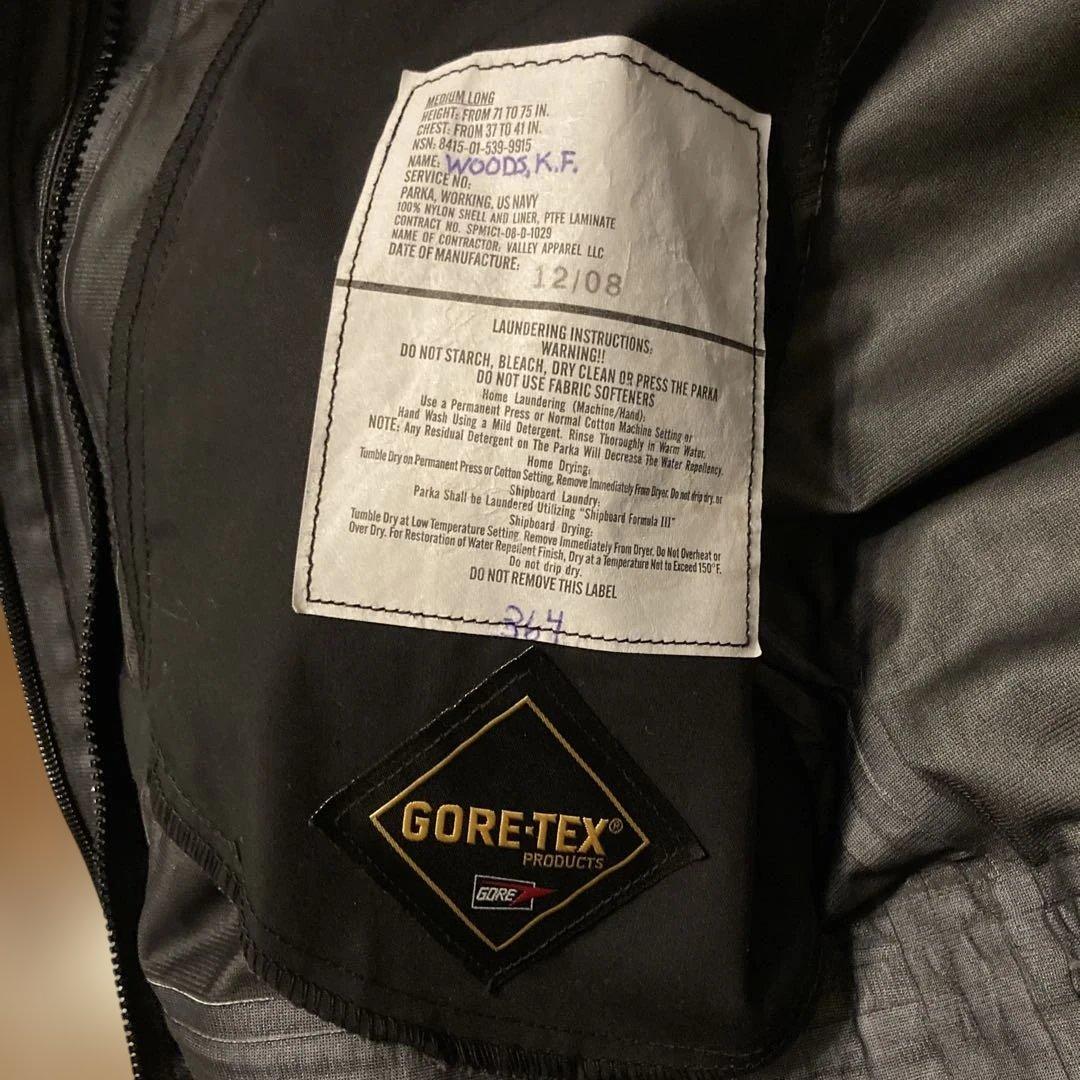 MEDIUM LONG
HEIGHT: FROM 71 TO 75 IN.
CHEST: FROM 37 TO 41 IN.
NSN: 8415-01-539-9915
NAME: WOODS, K.F.
SERVICE NO:
PARKA, WORKING, US NAVY
100% NYLON SHELL AND LINER, PTFE LAMINATE
CONTRACT NO. SPM1C1-08-D-1029
NAME OF CONTRACTOR: VALLEY APPAREL LLC
DATE OF MANUFACTURE: 12/08
LAUNDERING INSTRUCTIONS:
WARNING!!
DO NOT STARCH, BLEACH, DRY CLEAN OR PRESS THE PARKA
DO NOT USE FABRIC SOFTENERS
Home Laundering (Machine/Hand):
Use a Permanent Press or Normal Cotton Machine Setting or
Hand Wash Using a Mild Detergent. Rinse Thoroughly in Warm Water.
NOTE: Any Residual Detergent on The Parka Will Decrease The Water Repellency.
Home Drying:
Tumble Dry on Permanent Press or Cotton Setting, Remove Immediately From Dryer. Do not drip dry. or
Shipboard Laundry:
Parka Shall be Laundered Utilizing "Shipboard Formula III"
Shipboard Drying:
Tumble Dry at Low Temperature Setting. Remove Immediately From Dryer. Do Not Overheat or
Over Dry. For Restoration of Water Repellent Finish, Dry at a Temperature Not to Exceed 150°F.
Do not drip dry.
DO NOT REMOVE THIS LABEL
364
GORE-TEX®
PRODUCTS
GORE